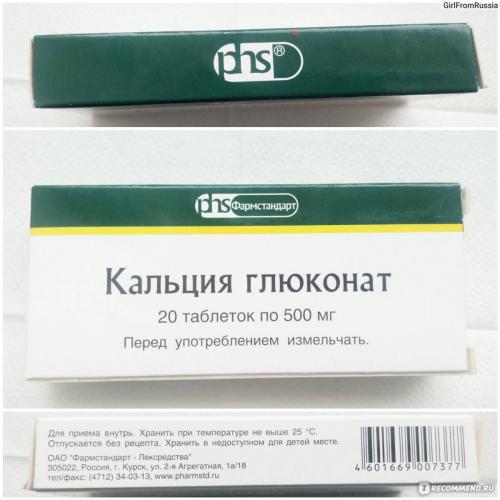 GirlFromRussia
phs®
phs Фармстандарт
Кальция глюконат
20 таблеток по 500 мг
Перед употреблением измельчать.
Для приема внутрь. Хранить при температуре не выше 25 °С.
Отпускается без рецепта. Хранить в недоступном для детей месте.
ОАО "Фармстандарт - Лексредства"
305022, Россия, г. Курск, ул. 2-я Агрегатная, 1а/18
тел/факс: (4712) 34-03-13, www.pharmstd.ru
4 601669 007377
IRECOMMEND.RU